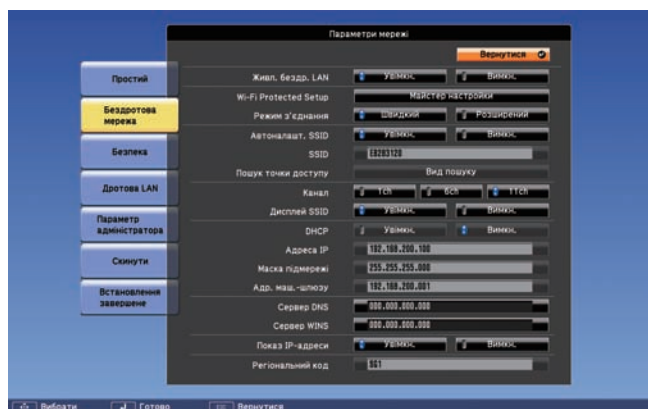 Параметри мережі
Вернутися
Простий
Бездротова
мережа
Безпека
Дротова LAN
Параметр
адміністратора
Скинути
Встановлення
завершене
Живл. бездр. LAN Увімкн. Вимкн.
Wi-Fi Protected Setup Майстер настройки
Режим з'єднання Швидкий Розширений
Автоналашт. SSID Увімкн. Вимкн.
SSID E8283120
Пошук точки доступу Вид пошуку
Канал 1ch 6ch 11ch
Дисплей SSID Увімкн. Вимкн.
DHCP Увімкн. Вимкн.
Адреса IP 192.168.200.100
Маска підмережі 255.255.255.000
Адр. маш.-шлюзу 192.168.200.001
Сервер DNS 000.000.000.000
Сервер WINS 000.000.000.000
Показ IP-адреси Увімкн. Вимкн.
Регіональний код SG1
Вибрати Готово Вернутися